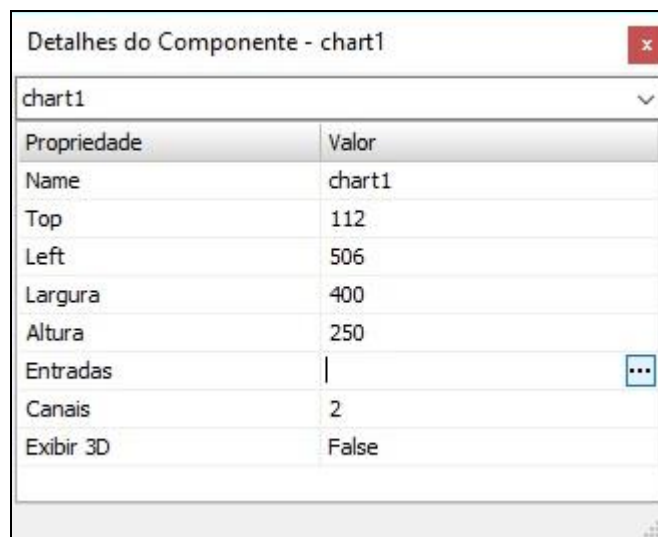 Detalhes do Componente - chart1
x
chart1
Propriedade Valor
Name chart1
Top 112
Left 506
Largura 400
Altura 250
Entradas ...
Canais 2
Exibir 3D False